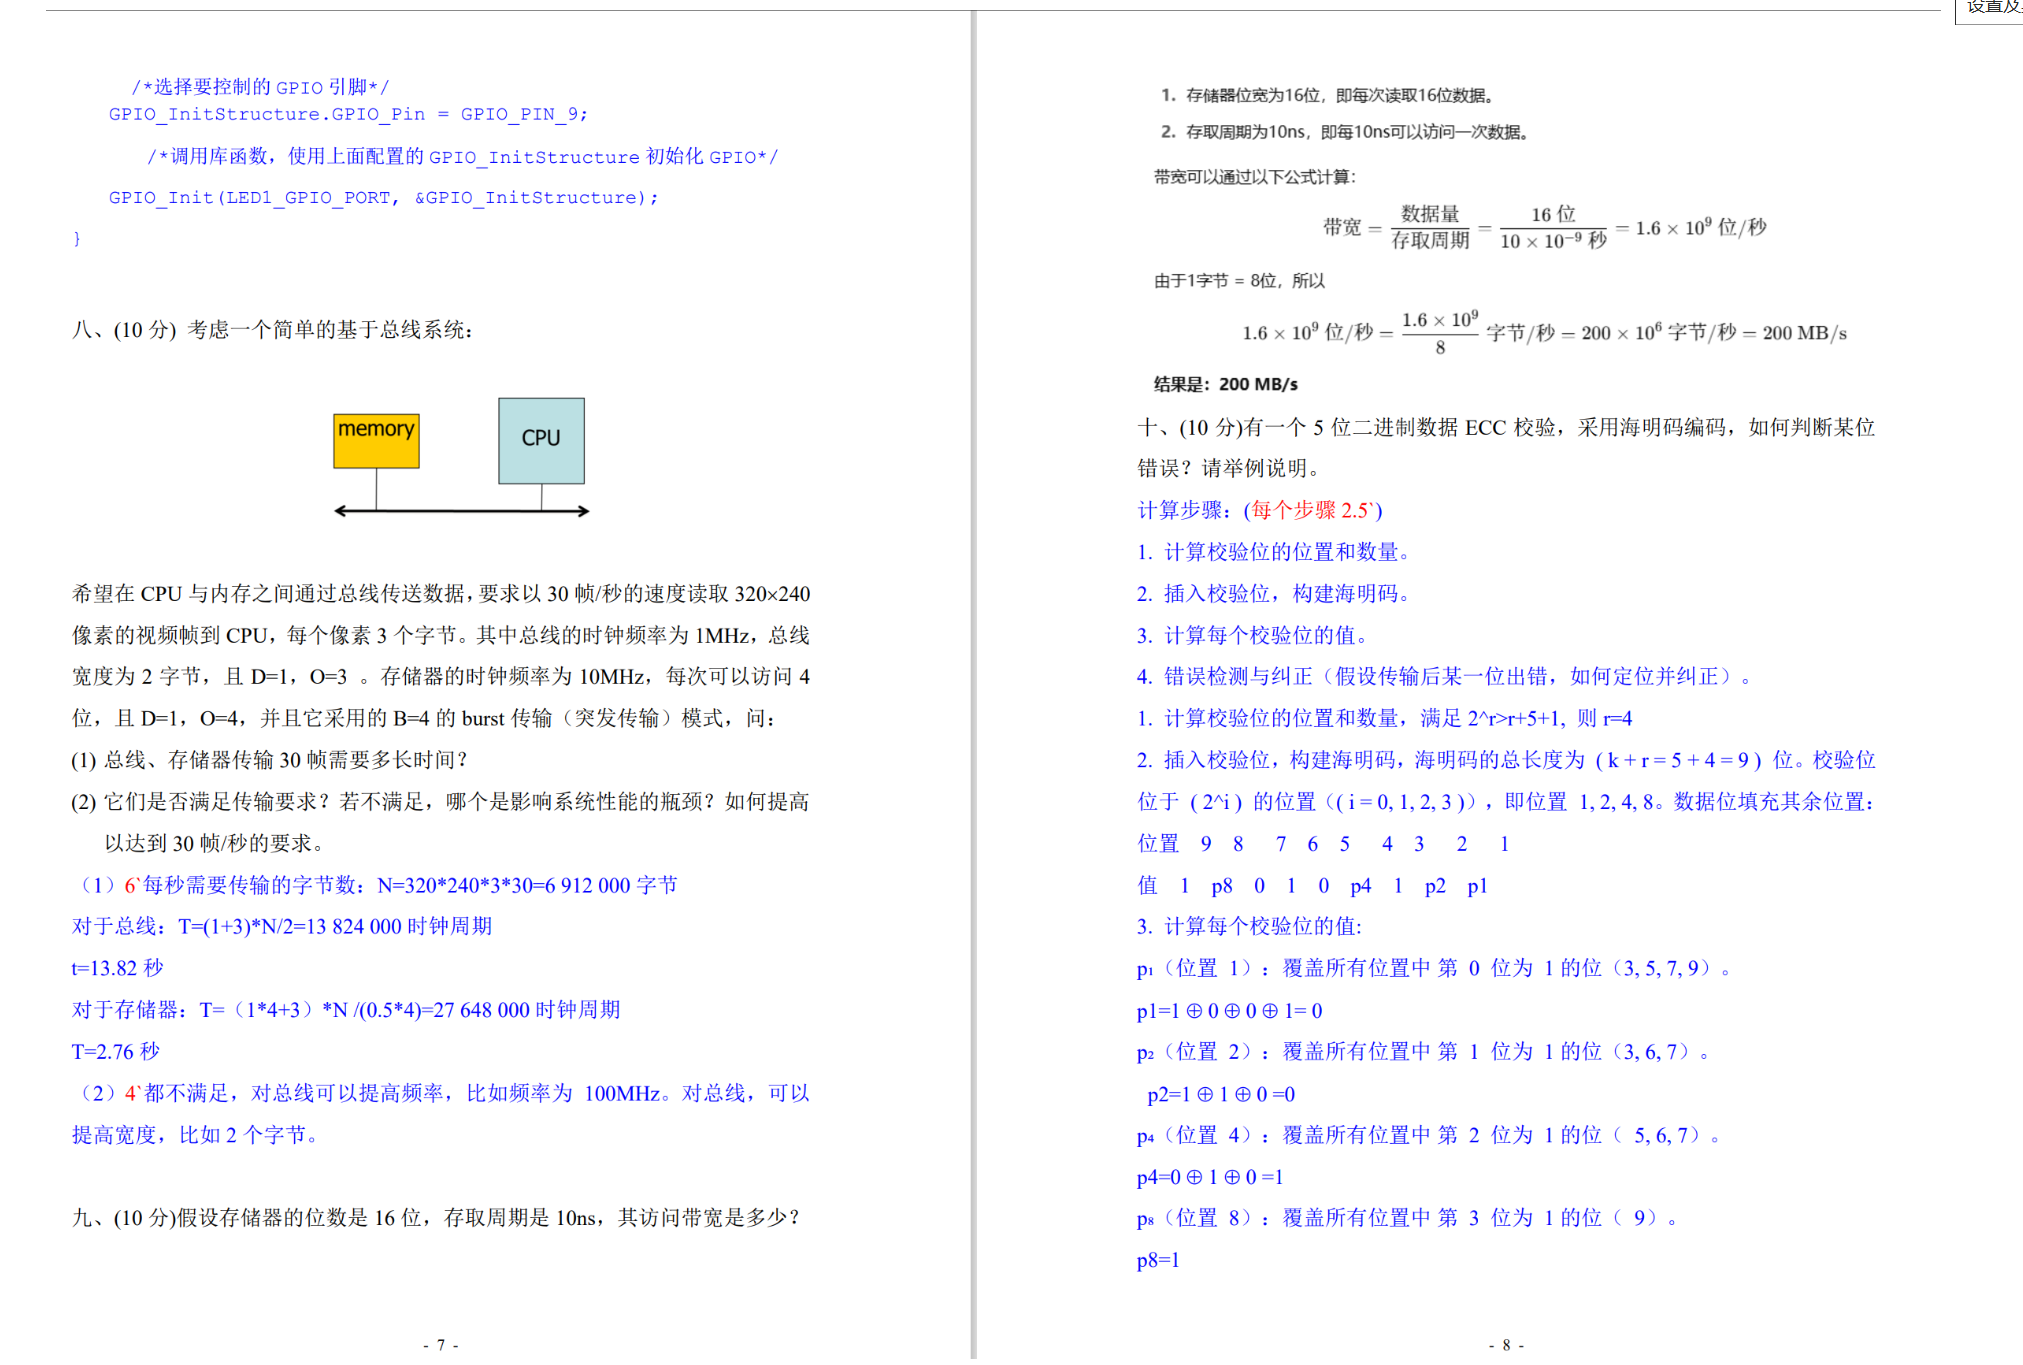 设置及
/*选择要控制的 GPIO 引脚*/
GPIO_InitStructure.GPIO_Pin = GPIO_PIN_9;
/*调用库函数，使用上面配置的 GPIO_InitStructure 初始化 GPIO*/
GPIO_Init(LED1_GPIO_PORT, &GPIO_InitStructure);
}
八、(10 分) 考虑一个简单的基于总线系统：
memory
CPU
希望在 CPU 与内存之间通过总线传送数据，要求以 30 帧/秒的速度读取 320×240
像素的视频帧到 CPU，每个像素 3 个字节。其中总线的时钟频率为 1MHz，总线
宽度为 2 字节，且 D=1，O=3 。存储器的时钟频率为 10MHz，每次可以访问 4
位，且 D=1，O=4，并且它采用的 B=4 的 burst 传输（突发传输）模式，问：
(1) 总线、存储器传输 30 帧需要多长时间？
(2) 它们是否满足传输要求？若不满足，哪个是影响系统性能的瓶颈？如何提高
以达到 30 帧/秒的要求。
（1）6`每秒需要传输的字节数：N=320*240*3*30=6 912 000 字节
对于总线：T=(1+3)*N/2=13 824 000 时钟周期
t=13.82 秒
对于存储器：T=（1*4+3）*N /(0.5*4)=27 648 000 时钟周期
T=2.76 秒
（2）4`都不满足，对总线可以提高频率，比如频率为 100MHz。对总线，可以
提高宽度，比如 2 个字节。
九、(10 分)假设存储器的位数是 16 位，存取周期是 10ns，其访问带宽是多少？
- 7 -
1. 存储器位宽为16位，即每次读取16位数据。
2. 存取周期为10ns，即每10ns可以访问一次数据。
带宽可以通过以下公式计算：
带宽 = 数据量/存取周期 = 16 位/10 × 10⁻⁹ 秒 = 1.6 × 10⁹ 位/秒
由于1字节 = 8位，所以
1.6 × 10⁹ 位/秒 = 1.6 × 10⁹/8 字节/秒 = 200 × 10⁶ 字节/秒 = 200 MB/s
结果是：200 MB/s
十、(10 分)有一个 5 位二进制数据 ECC 校验，采用海明码编码，如何判断某位
错误？请举例说明。
计算步骤：(每个步骤 2.5`)
1. 计算校验位的位置和数量。
2. 插入校验位，构建海明码。
3. 计算每个校验位的值。
4. 错误检测与纠正（假设传输后某一位出错，如何定位并纠正）。
1. 计算校验位的位置和数量，满足 2^r>r+5+1, 则 r=4
2. 插入校验位，构建海明码，海明码的总长度为 ( k + r = 5 + 4 = 9 ) 位。校验位
位于 ( 2^i ) 的位置（( i = 0, 1, 2, 3 )），即位置 1, 2, 4, 8。数据位填充其余位置：
位置 9 8 7 6 5 4 3 2 1
值 1 p8 0 1 0 p4 1 p2 p1
3. 计算每个校验位的值:
p₁（位置 1）：覆盖所有位置中 第 0 位为 1 的位（3, 5, 7, 9）。
p1=1 ⊕ 0 ⊕ 0 ⊕ 1= 0
p₂（位置 2）：覆盖所有位置中 第 1 位为 1 的位（3, 6, 7）。
p2=1 ⊕ 1 ⊕ 0 =0
p₄（位置 4）：覆盖所有位置中 第 2 位为 1 的位（ 5, 6, 7）。
p4=0 ⊕ 1 ⊕ 0 =1
p₈（位置 8）：覆盖所有位置中 第 3 位为 1 的位（ 9）。
p8=1
- 8 -